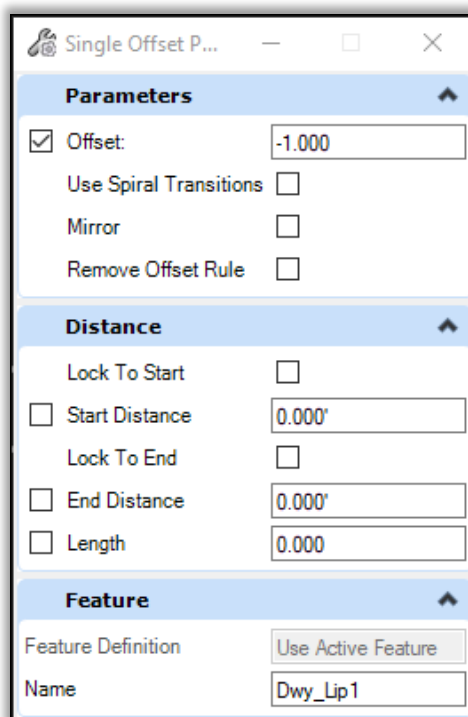 Single Offset P...
Parameters
Offset: -1.000
Use Spiral Transitions
Mirror
Remove Offset Rule
Distance
Lock To Start
Start Distance 0.000'
Lock To End
End Distance 0.000'
Length 0.000
Feature
Feature Definition Use Active Feature
Name Dwy_Lip1